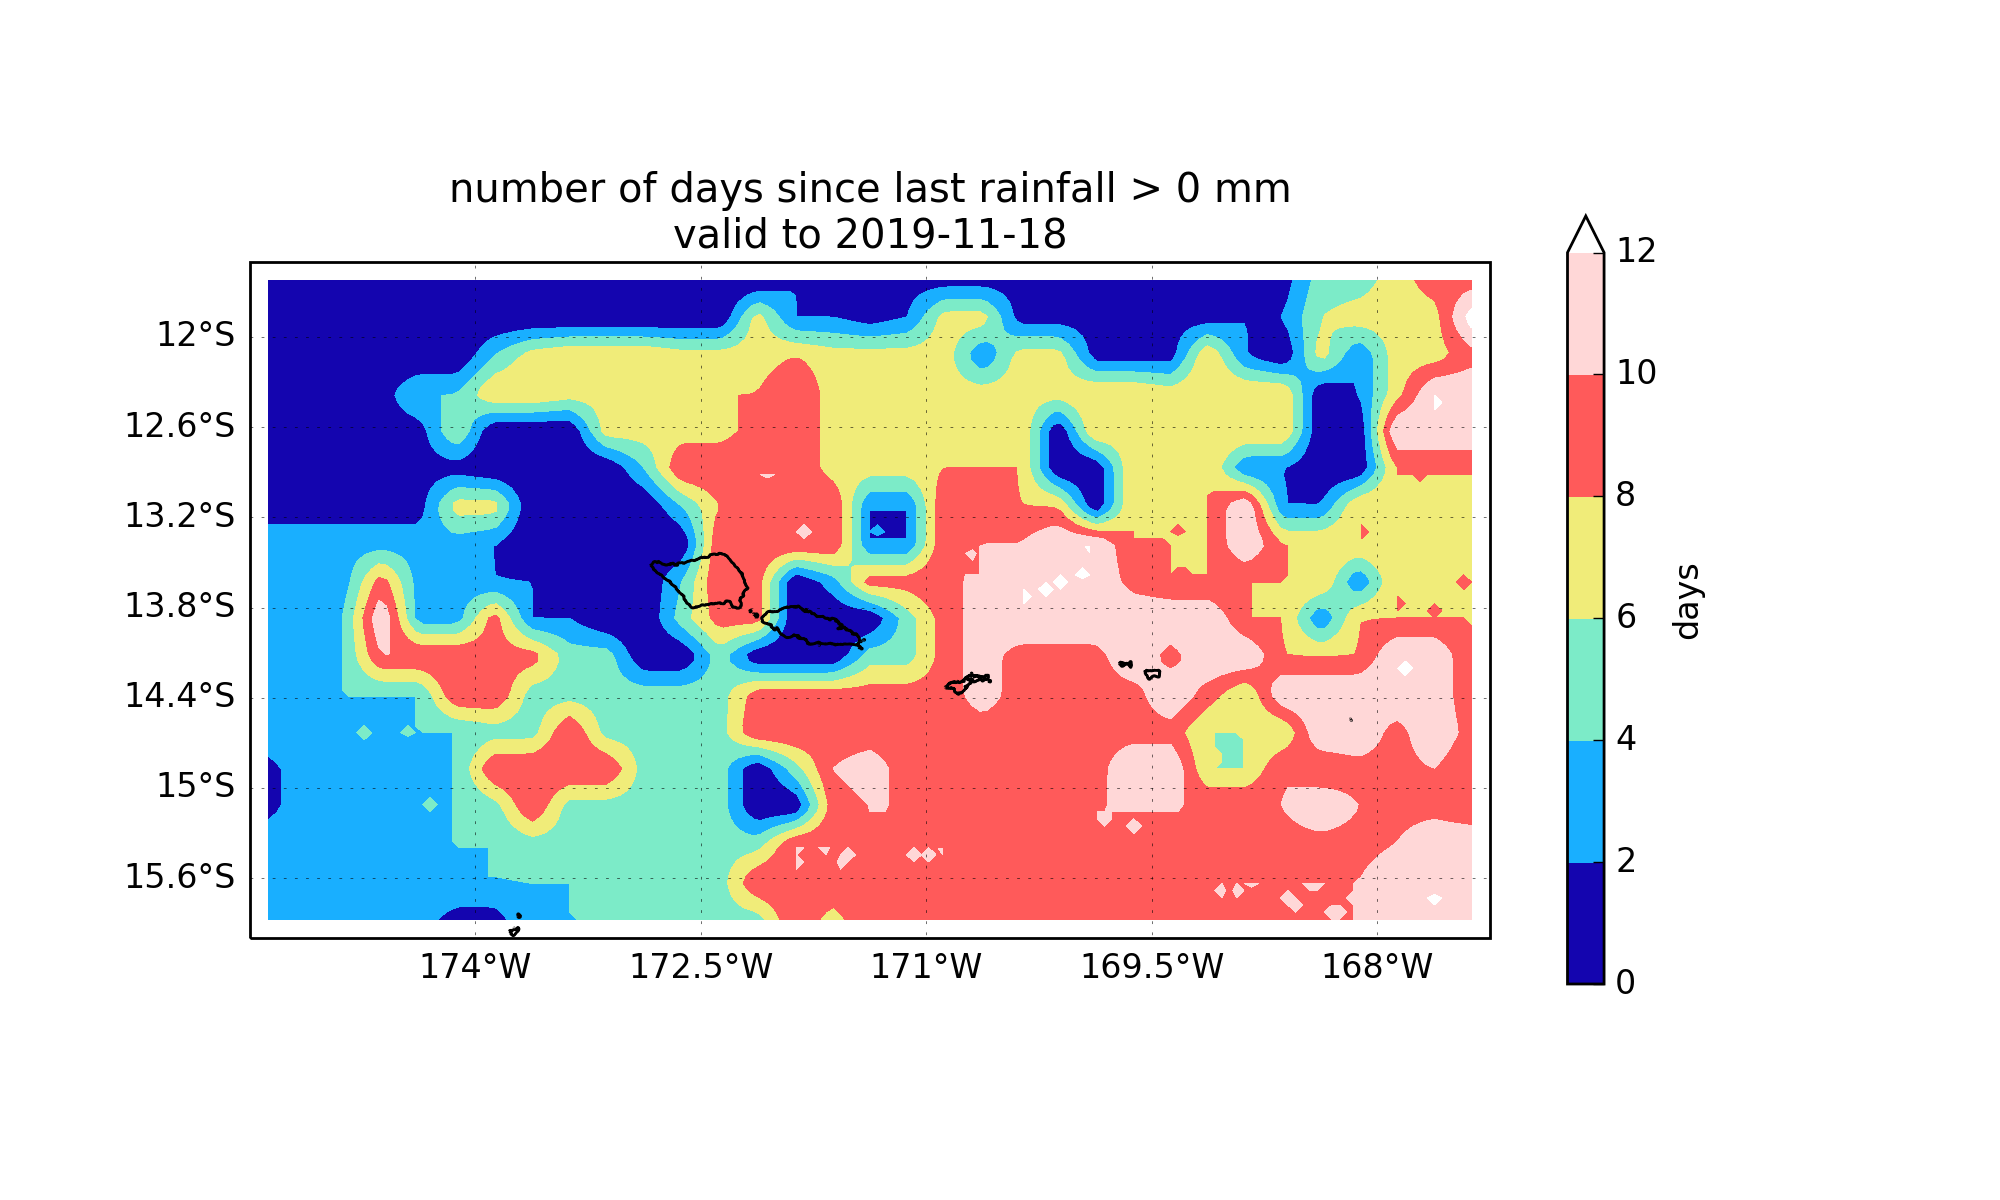 number of days since last rainfall > 0 mm
valid to 2019-11-18
12°S
12.6°S
13.2°S
13.8°S
14.4°S
15°S
15.6°S
174°W
172.5°W
171°W
169.5°W
168°W
12
10
8
6
4
2
0
days